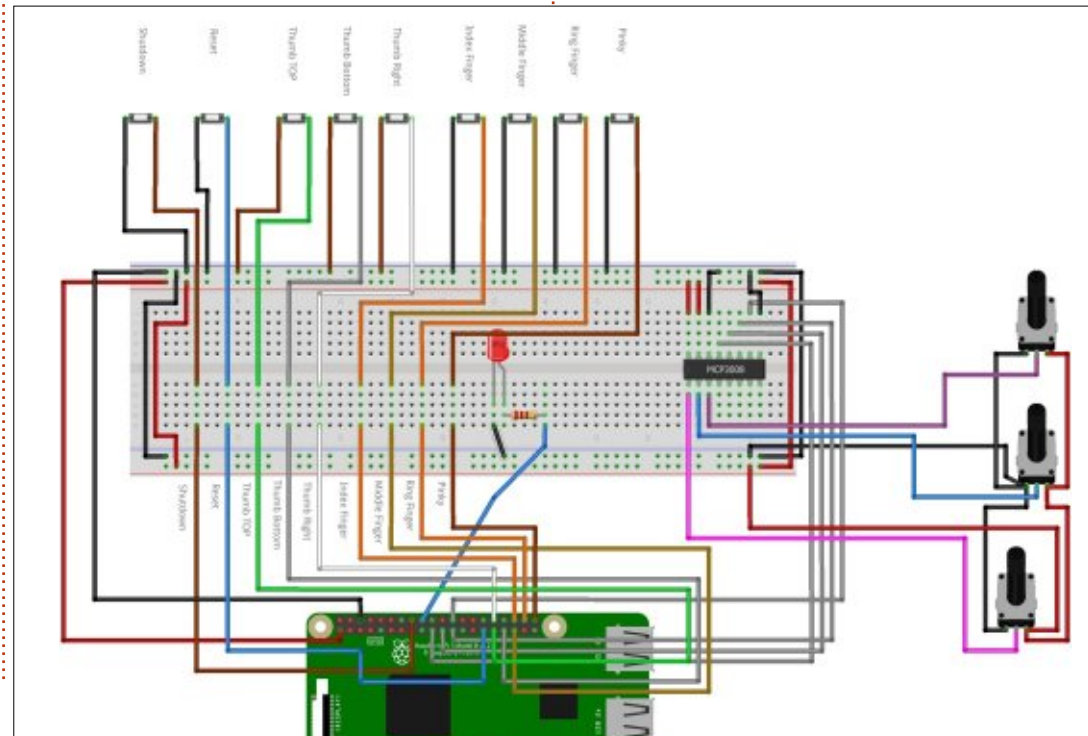 Shutdown
Reset
Thumb TOP
Thumb Bottom
Thumb Right
Index Finger
Middle Finger
Ring Finger
Pinky
MCP3008
Shutdown
Reset
Thumb TOP
Thumb Bottom
Thumb Right
Index Finger
Middle Finger
Ring Finger
Pinky